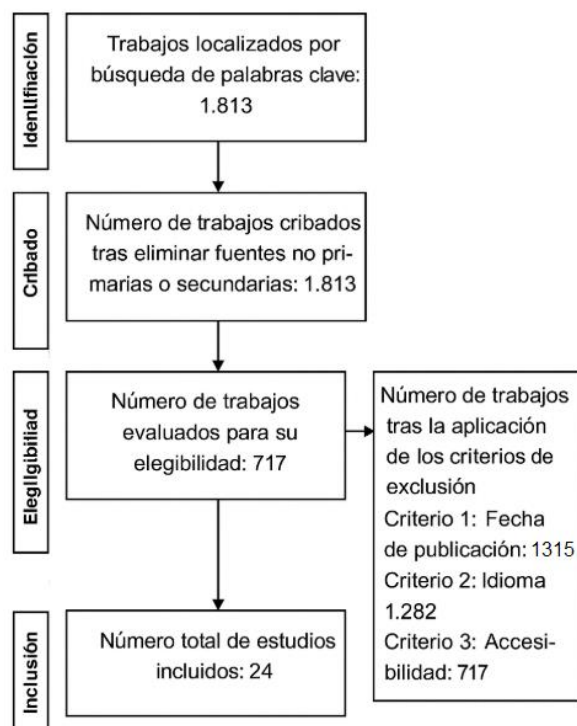 IdenlIfhación
Trabajos localizados por
búsqueda de palabras clave:
1.813
Crlbado
Número de trabajos cribados
tras eliminar fuentes no pri-
marias o secundarias: 1.813
Eleglgibifiad
Número de trabajos
evaluados para su
elegibilidad: 717
Número de trabajos
tras la aplicación
de los criterios de
exclusión
Criterio 1: Fecha
de publicación: 1315
Criterio 2: Idioma
1.282
Criterio 3: Accesi-
bilidad: 717
Inclusión
Número total de estudios
incluidos: 24